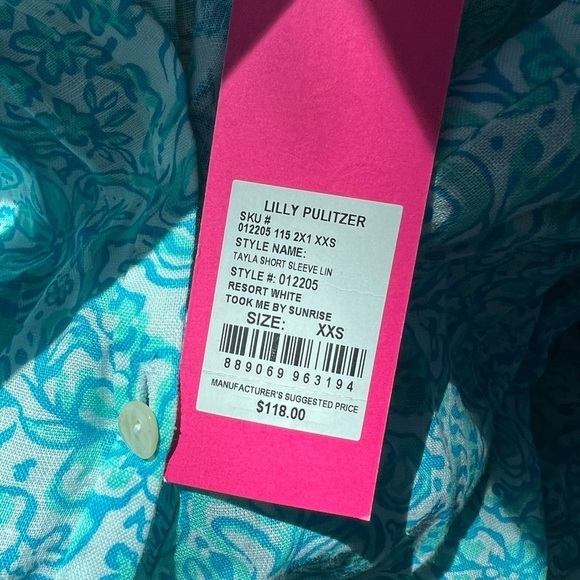 LILLY PULITZER
SKU #
012205 115 2X1 XXS
STYLE NAME:
TAYLA SHORT SLEEVE LIN
STYLE #: 012205
RESORT WHITE
TOOK ME BY SUNRISE
SIZE: XXS
889069 963194
MANUFACTURER'S SUGGESTED PRICE
$118.00